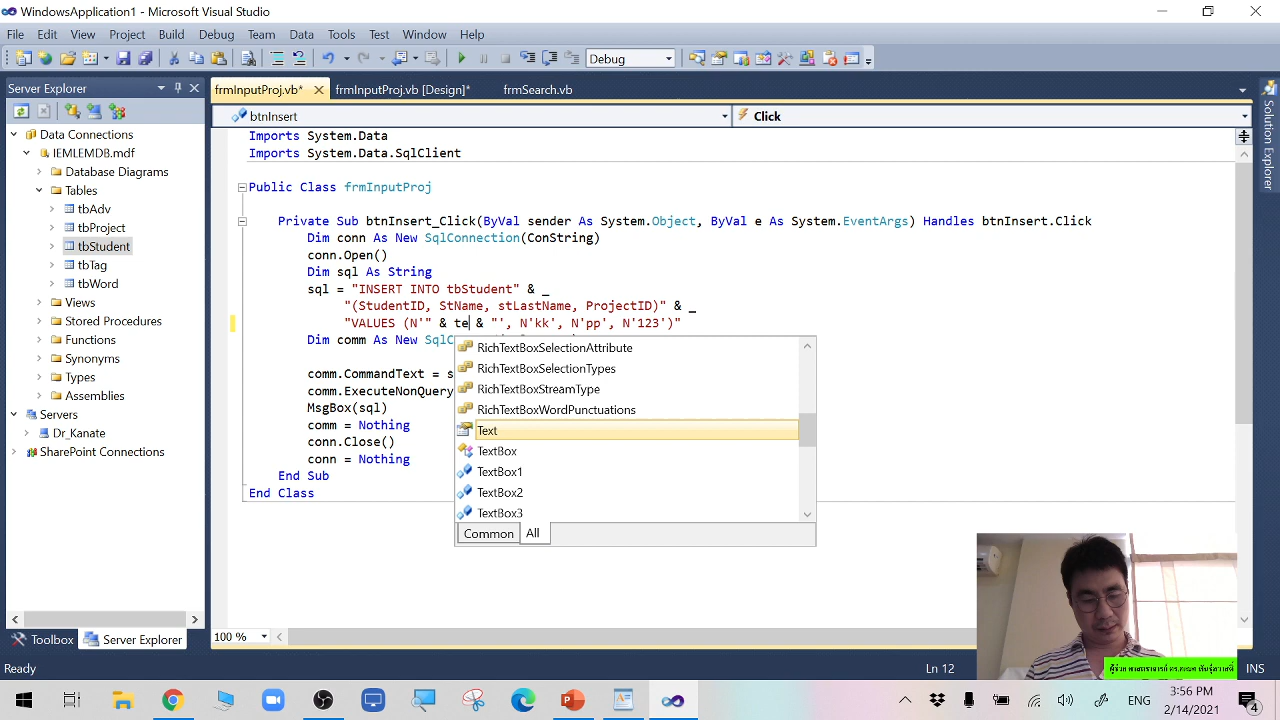 WindowsApplication1 - Microsoft Visual Studio
File Edit View Project Build Debug Team Data Tools Test Window Help
Debug
Server Explorer
frmInputProj.vb* frmInputProj.vb [Design]* frmSearch.vb
btnInsert Click
Solution Explorer
Data Connections
IEMLEMDB.mdf
Database Diagrams
Tables
tbAdv
tbProject
tbStudent
tbTag
tbWord
Views
Stored Procedures
Functions
Synonyms
Types
Assemblies
Servers
Dr_Kanate
SharePoint Connections
Imports System.Data
Imports System.Data.SqlClient
Public Class frmInputProj
Private Sub btnInsert_Click(ByVal sender As System.Object, ByVal e As System.EventArgs) Handles btnInsert.Click
Dim conn As New SqlConnection(ConString)
conn.Open()
Dim sql As String
sql = "INSERT INTO tbStudent" & _
"(StudentID, StName, stLastName, ProjectID)" & _
"VALUES (N'" & te & "', N'kk', N'pp', N'123')"
Dim comm As New SqlC
comm.CommandText = s
comm.ExecuteNonQuery
MsgBox(sql)
comm = Nothing
conn.Close()
conn = Nothing
End Sub
End Class
RichTextBoxSelectionAttribute
RichTextBoxSelectionTypes
RichTextBoxStreamType
RichTextBoxWordPunctuations
Text
TextBox
TextBox1
TextBox2
TextBox3
Common All
100 %
Toolbox Server Explorer
Ready Ln 12 INS
ENG
3:56 PM
2/14/2021
4